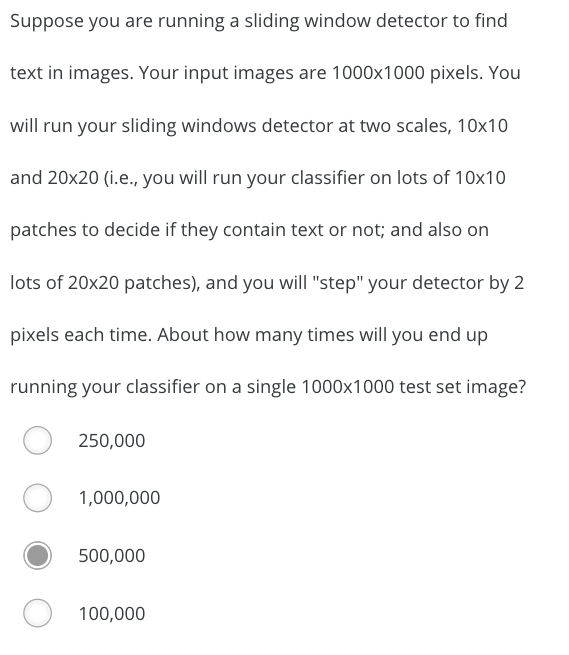 Suppose you are running a sliding window detector to find
text in images. Your input images are 1000x1000 pixels. You
will run your sliding windows detector at two scales, 10x10
and 20x20 (i.e., you will run your classifier on lots of 10x10
patches to decide if they contain text or not; and also on
lots of 20x20 patches), and you will "step" your detector by 2
pixels each time. About how many times will you end up
running your classifier on a single 1000x1000 test set image?
250,000
1,000,000
500,000
100,000